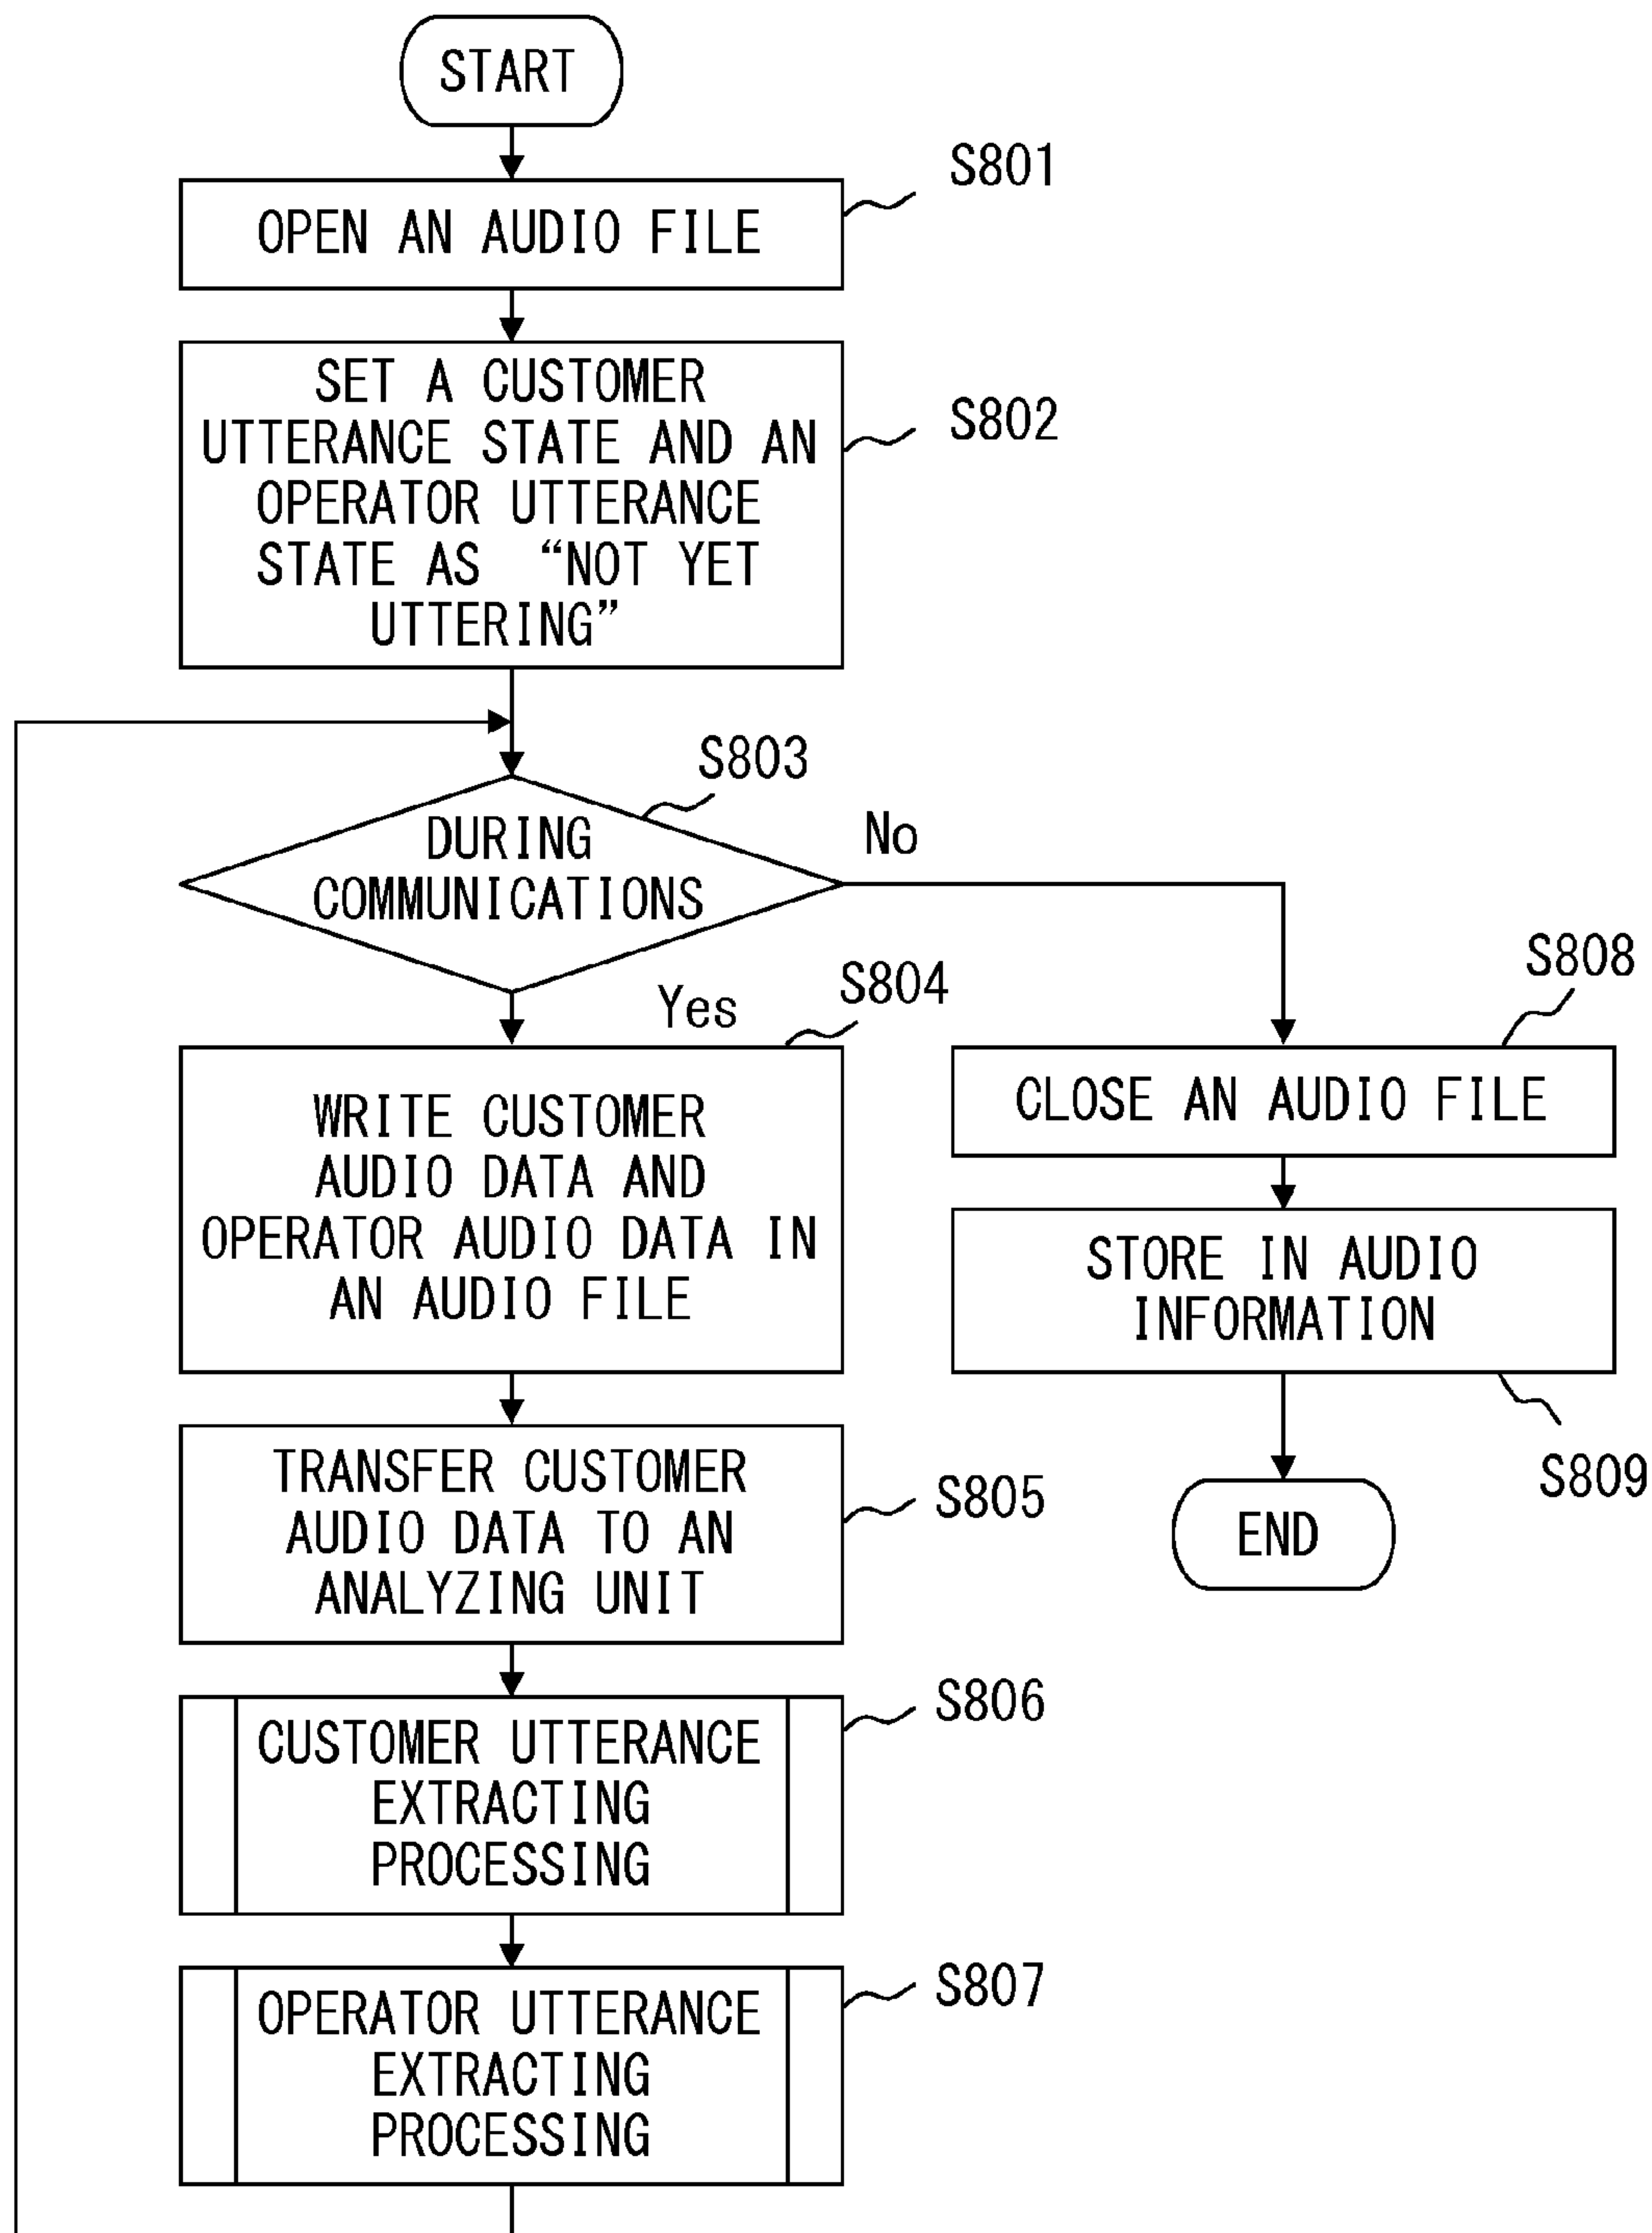 START
S801
OPEN AN AUDIO FILE
SET A CUSTOMER
UTTERANCE STATE AND AN
OPERATOR UTTERANCE
STATE AS “NOT YET
UTTERING”
S802
S803
DURING
COMMUNICATIONS
No
Yes
S804
WRITE CUSTOMER
AUDIO DATA AND
OPERATOR AUDIO DATA IN
AN AUDIO FILE
TRANSFER CUSTOMER
AUDIO DATA TO AN
ANALYZING UNIT
S805
CUSTOMER UTTERANCE
EXTRACTING
PROCESSING
S806
OPERATOR UTTERANCE
EXTRACTING
PROCESSING
S807
S808
CLOSE AN AUDIO FILE
STORE IN AUDIO
INFORMATION
S809
END